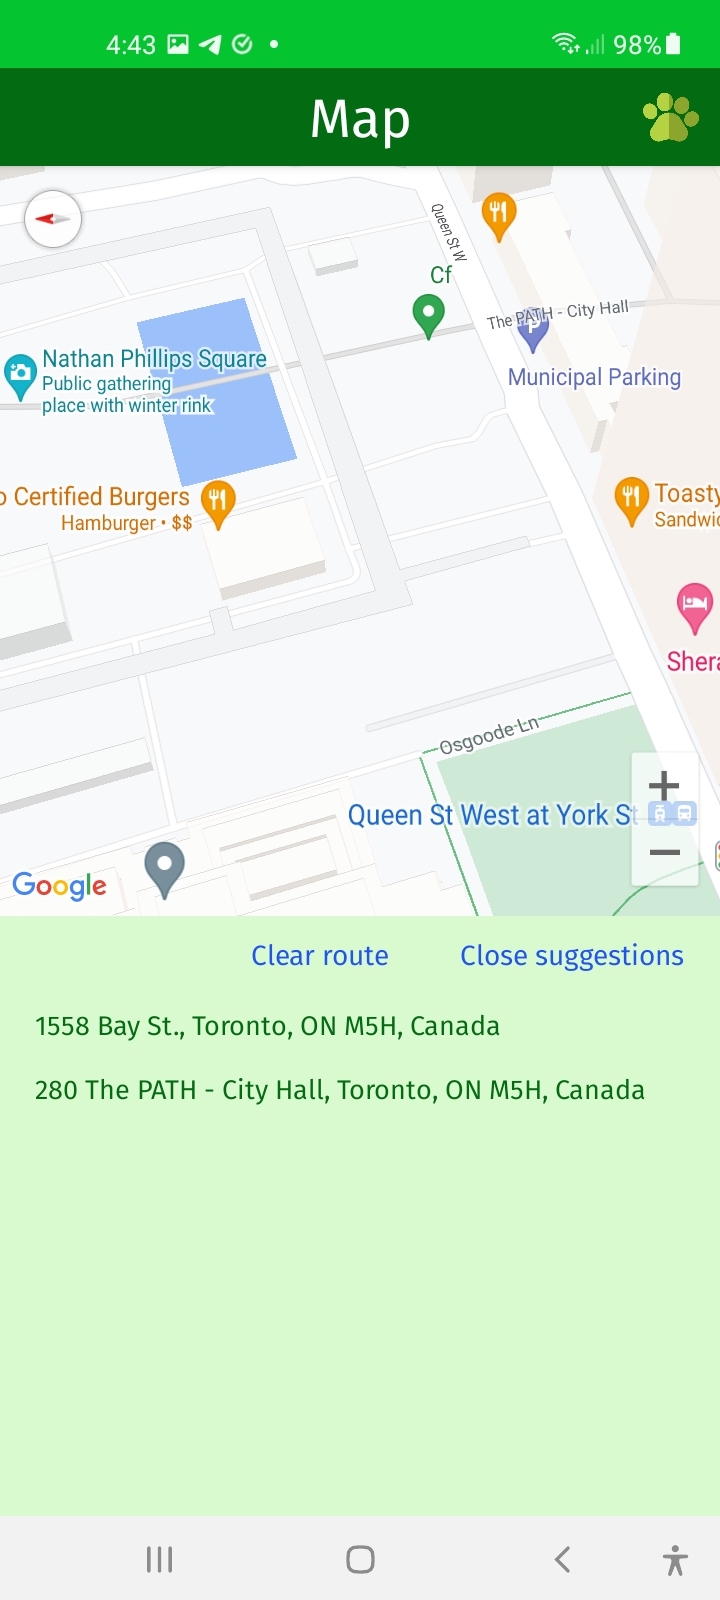 4:43
98%
Map
Queen St W
Cf
The PATH - City Hall
P
Nathan Phillips Square
Public gathering
place with winter rink
Municipal Parking
o Certified Burgers
Hamburger • $$
Toasty
Sandwic
Shera
Osgoode Ln
Queen St West at York St
Google
Clear route
Close suggestions
1558 Bay St., Toronto, ON M5H, Canada
280 The PATH - City Hall, Toronto, ON M5H, Canada